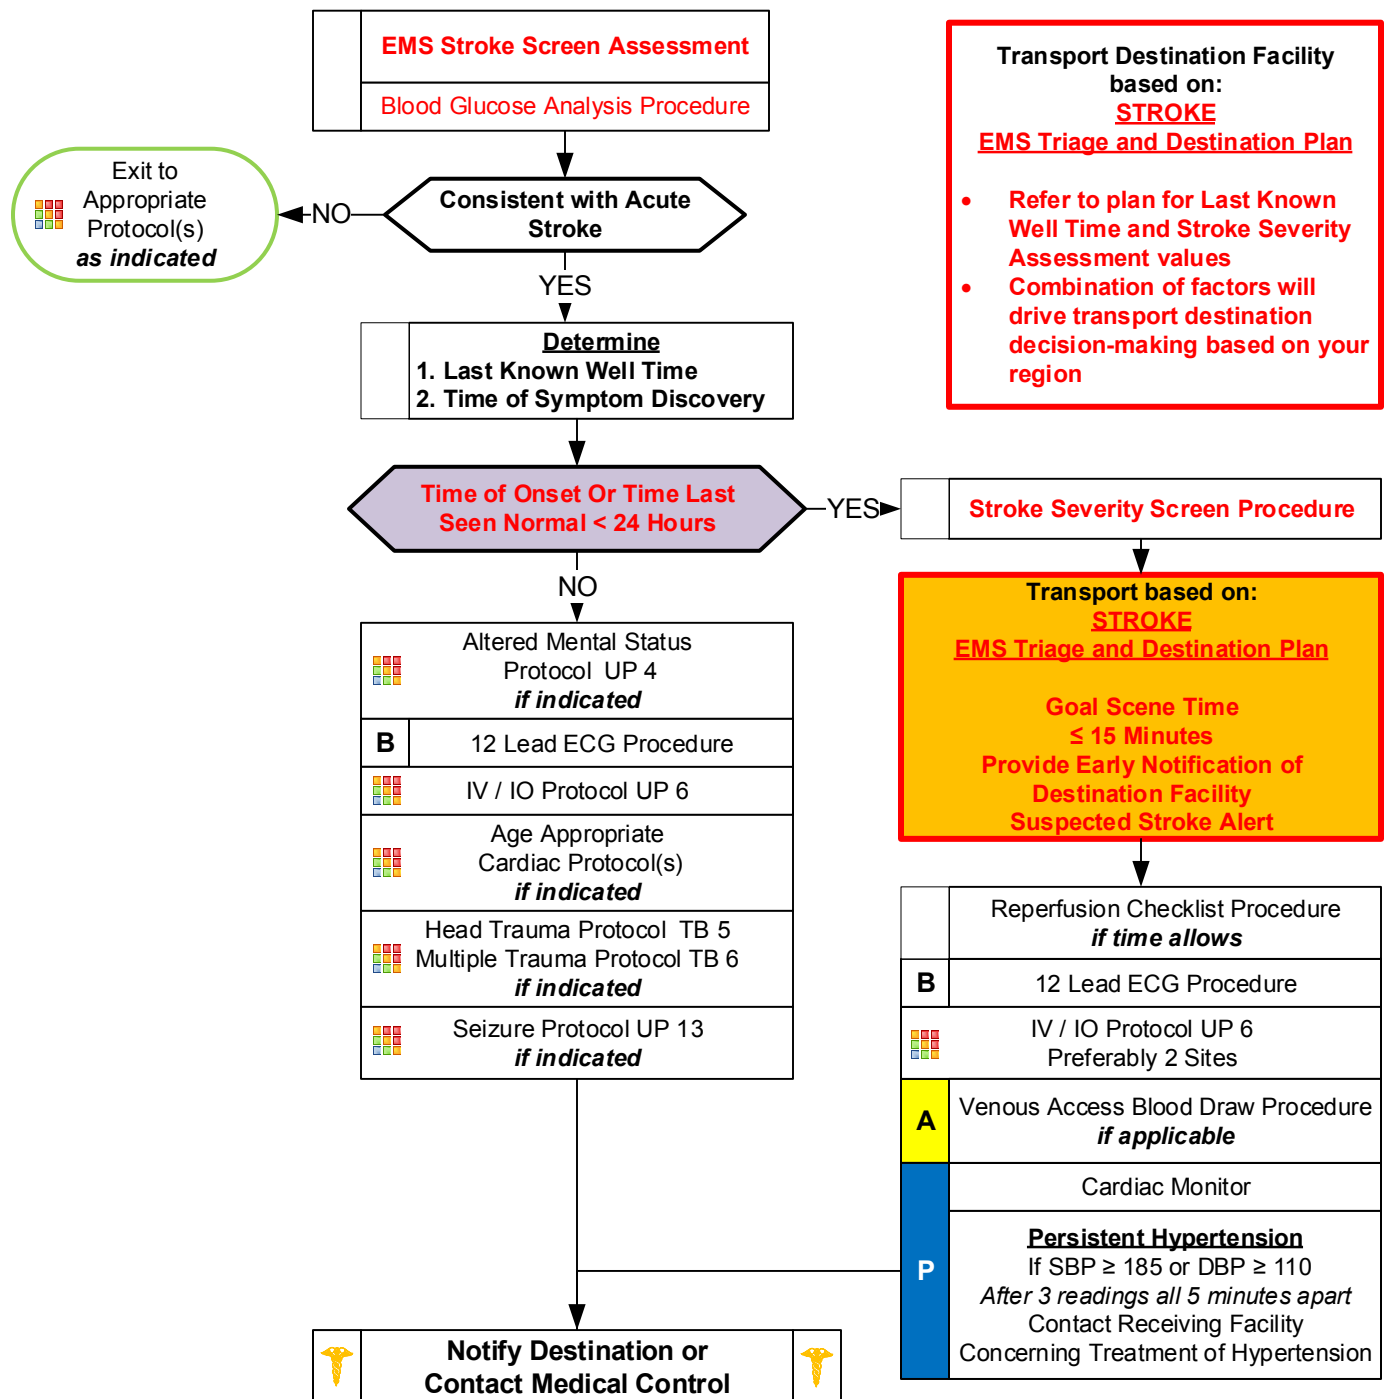 EMS Stroke Screen Assessment
Blood Glucose Analysis Procedure
Transport Destination Facility
based on:
STROKE
EMS Triage and Destination Plan
• Refer to plan for Last Known
Well Time and Stroke Severity
Assessment values
• Combination of factors will
drive transport destination
decision-making based on your
region
Exit to
Appropriate
Protocol(s)
as indicated
NO
Consistent with Acute
Stroke
YES
Determine
1. Last Known Well Time
2. Time of Symptom Discovery
Time of Onset Or Time Last
Seen Normal < 24 Hours
YES
Stroke Severity Screen Procedure
NO
Transport based on:
STROKE
EMS Triage and Destination Plan
Goal Scene Time
≤ 15 Minutes
Provide Early Notification of
Destination Facility
Suspected Stroke Alert
Altered Mental Status
Protocol UP 4
if indicated
B
12 Lead ECG Procedure
IV / IO Protocol UP 6
Age Appropriate
Cardiac Protocol(s)
if indicated
Head Trauma Protocol TB 5
Multiple Trauma Protocol TB 6
if indicated
Seizure Protocol UP 13
if indicated
Reperfusion Checklist Procedure
if time allows
B
12 Lead ECG Procedure
IV / IO Protocol UP 6
Preferably 2 Sites
A
Venous Access Blood Draw Procedure
if applicable
P
Cardiac Monitor
Persistent Hypertension
If SBP ≥ 185 or DBP ≥ 110
After 3 readings all 5 minutes apart
Contact Receiving Facility
Concerning Treatment of Hypertension
Notify Destination or
Contact Medical Control